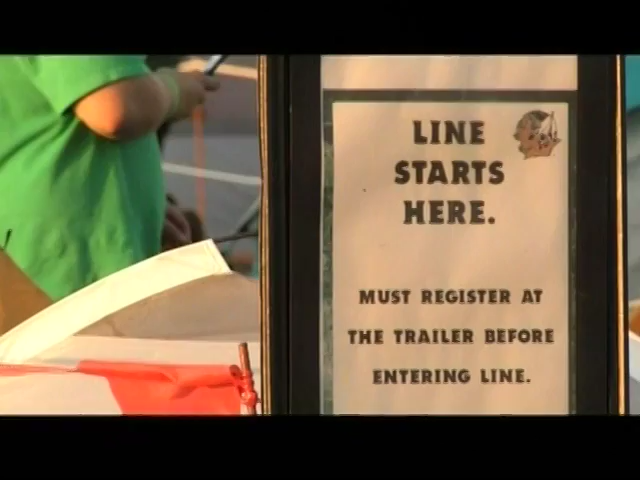 LINE
STARTS
HERE.
MUST REGISTER AT
THE TRAILER BEFORE
ENTERING LINE.